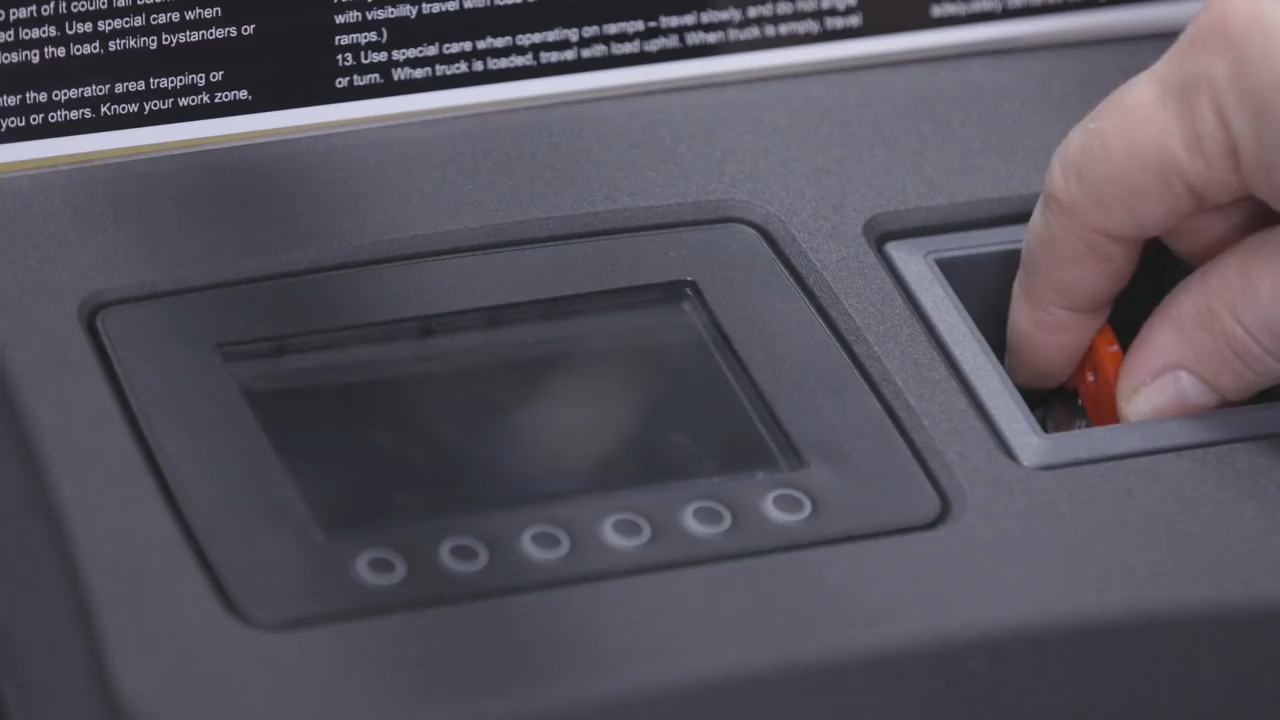 part of it could fall
ed loads. Use special care when
losing the load, striking bystanders or
nter the operator area trapping or
you or others. Know your work zone,
with visibility travel with load
ramps.)
13. Use special care when operating on ramps – travel slowly, and do not angle
or turn. When truck is loaded, travel with load uphill. When truck is empty, travel